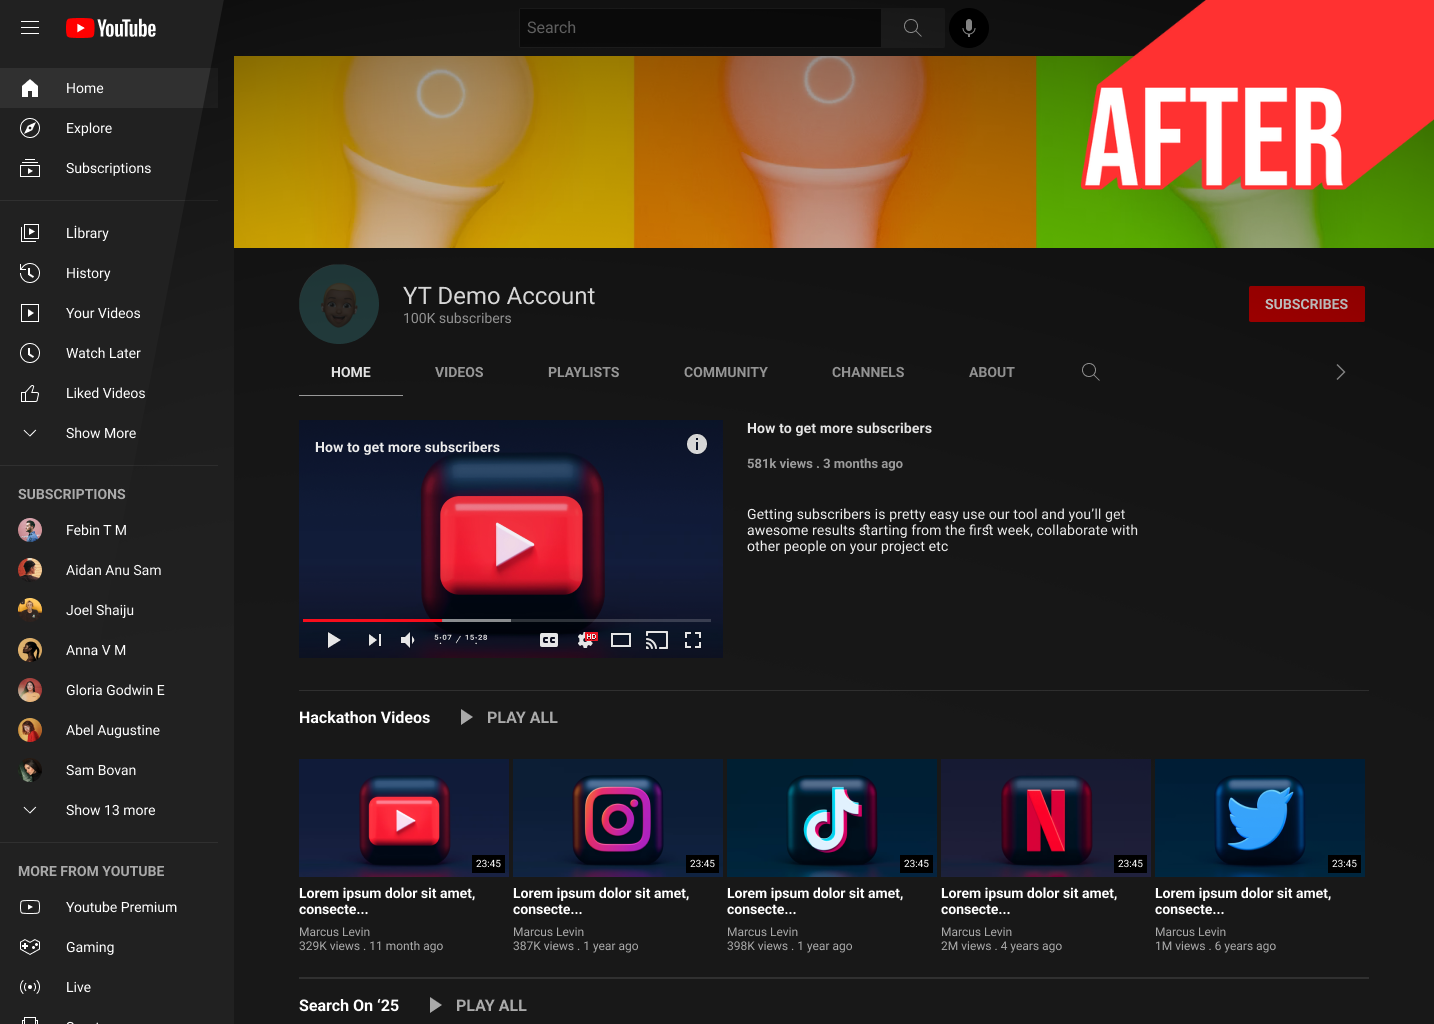 YouTube
Search
AFTER
Home
Explore
Subscriptions
Lİbrary
History
Your Videos
Watch Later
Liked Videos
Show More
SUBSCRIPTIONS
Febin T M
Aidan Anu Sam
Joel Shaiju
Anna V M
Gloria Godwin E
Abel Augustine
Sam Bovan
Show 13 more
MORE FROM YOUTUBE
Youtube Premium
Gaming
Live
YT Demo Account
100K subscribers
SUBSCRIBES
HOME VIDEOS PLAYLISTS COMMUNITY CHANNELS ABOUT
How to get more subscribers
i
5:07 / 15:28
CC
HD
How to get more subscribers
581k views . 3 months ago
Getting subscribers is pretty easy use our tool and you’ll get
awesome results starting from the first week, collaborate with
other people on your project etc
Hackathon Videos PLAY ALL
23:45
Lorem ipsum dolor sit amet,
consecte...
Marcus Levin
329K views . 11 month ago
23:45
Lorem ipsum dolor sit amet,
consecte...
Marcus Levin
387K views . 1 year ago
23:45
Lorem ipsum dolor sit amet,
consecte...
Marcus Levin
398K views . 1 year ago
N
23:45
Lorem ipsum dolor sit amet,
consecte...
Marcus Levin
2M views . 4 years ago
23:45
Lorem ipsum dolor sit amet,
consecte...
Marcus Levin
1M views . 6 years ago
Search On ‘25 PLAY ALL